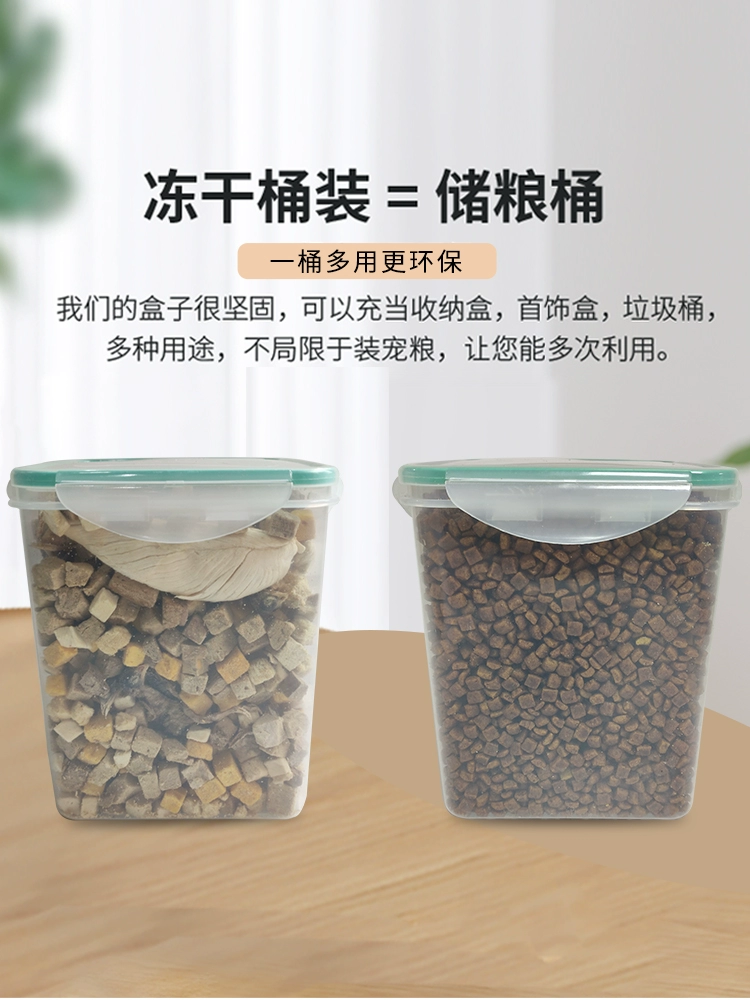 冻干桶装 = 储粮桶
一桶多用更环保
我们的盒子很坚固，可以充当收纳盒，首饰盒，垃圾桶，
多种用途，不局限于装宠粮，让您能多次利用。